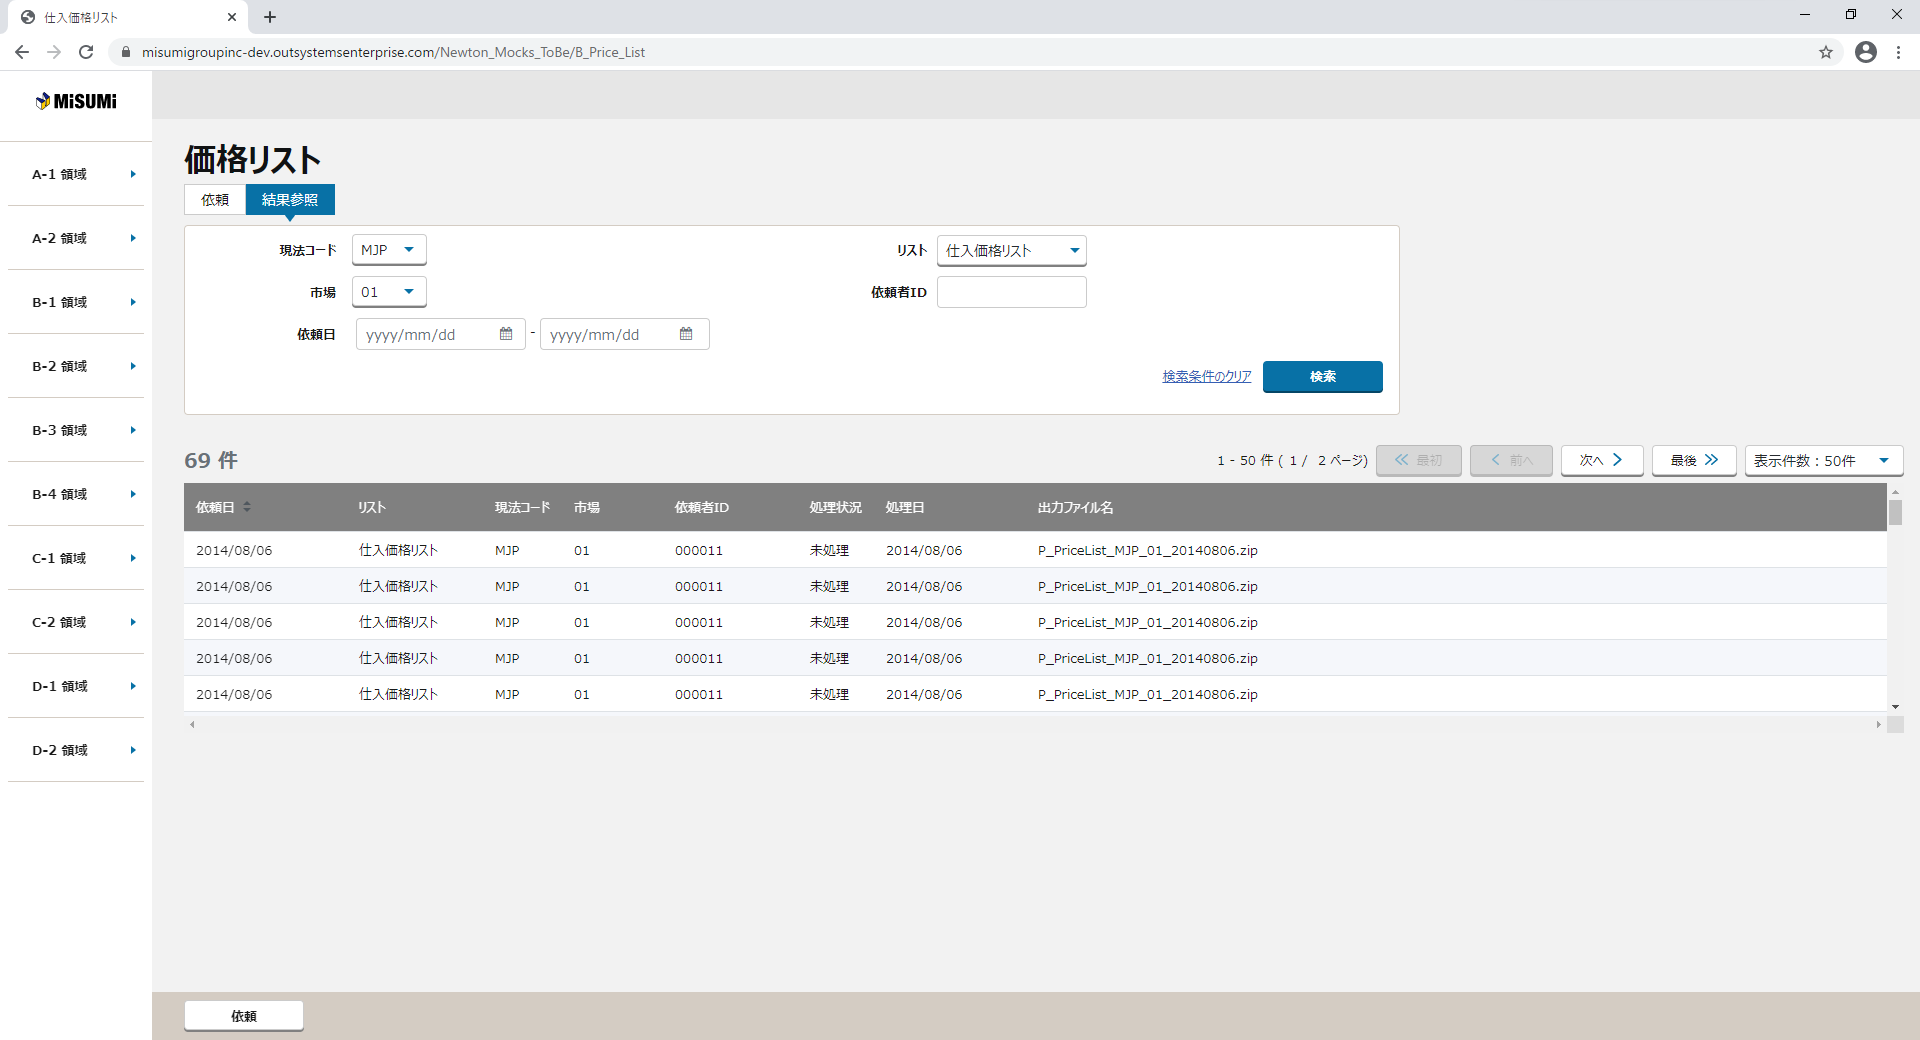 仕入価格リスト
misumigroupinc-dev.outsystemsenterprise.com/Newton_Mocks_ToBe/B_Price_List
MiSUMi
A-1 領域
A-2 領域
B-1 領域
B-2 領域
B-3 領域
B-4 領域
C-1 領域
C-2 領域
D-1 領域
D-2 領域
価格リスト
依頼 結果参照
現法コード MJP リスト 仕入価格リスト
市場 01 依頼者ID
依頼日 yyyy/mm/dd - yyyy/mm/dd
検索条件のクリア 検索
69 件 1 - 50 件 ( 1 / 2 ページ) 最初 前へ 次へ 最後 表示件数：50件
依頼日 リスト 現法コード 市場 依頼者ID 処理状況 処理日 出力ファイル名
2014/08/06 仕入価格リスト MJP 01 000011 未処理 2014/08/06 P_PriceList_MJP_01_20140806.zip
2014/08/06 仕入価格リスト MJP 01 000011 未処理 2014/08/06 P_PriceList_MJP_01_20140806.zip
2014/08/06 仕入価格リスト MJP 01 000011 未処理 2014/08/06 P_PriceList_MJP_01_20140806.zip
2014/08/06 仕入価格リスト MJP 01 000011 未処理 2014/08/06 P_PriceList_MJP_01_20140806.zip
2014/08/06 仕入価格リスト MJP 01 000011 未処理 2014/08/06 P_PriceList_MJP_01_20140806.zip
依頼